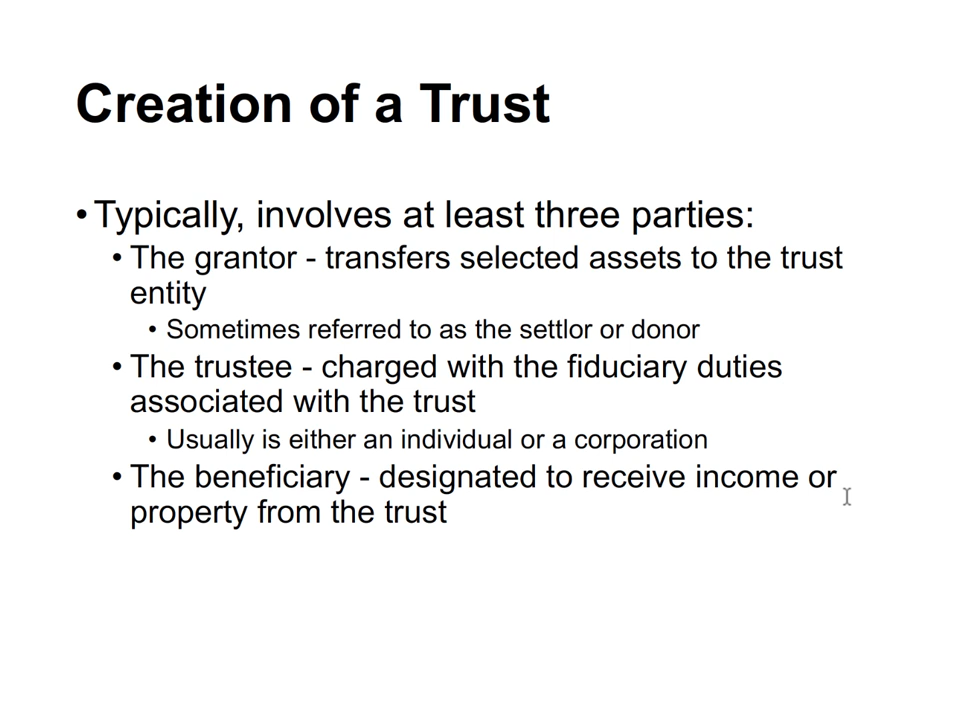 Creation of a Trust
• Typically, involves at least three parties:
• The grantor - transfers selected assets to the trust
entity
• Sometimes referred to as the settlor or donor
• The trustee - charged with the fiduciary duties
associated with the trust
• Usually is either an individual or a corporation
• The beneficiary - designated to receive income or
property from the trust